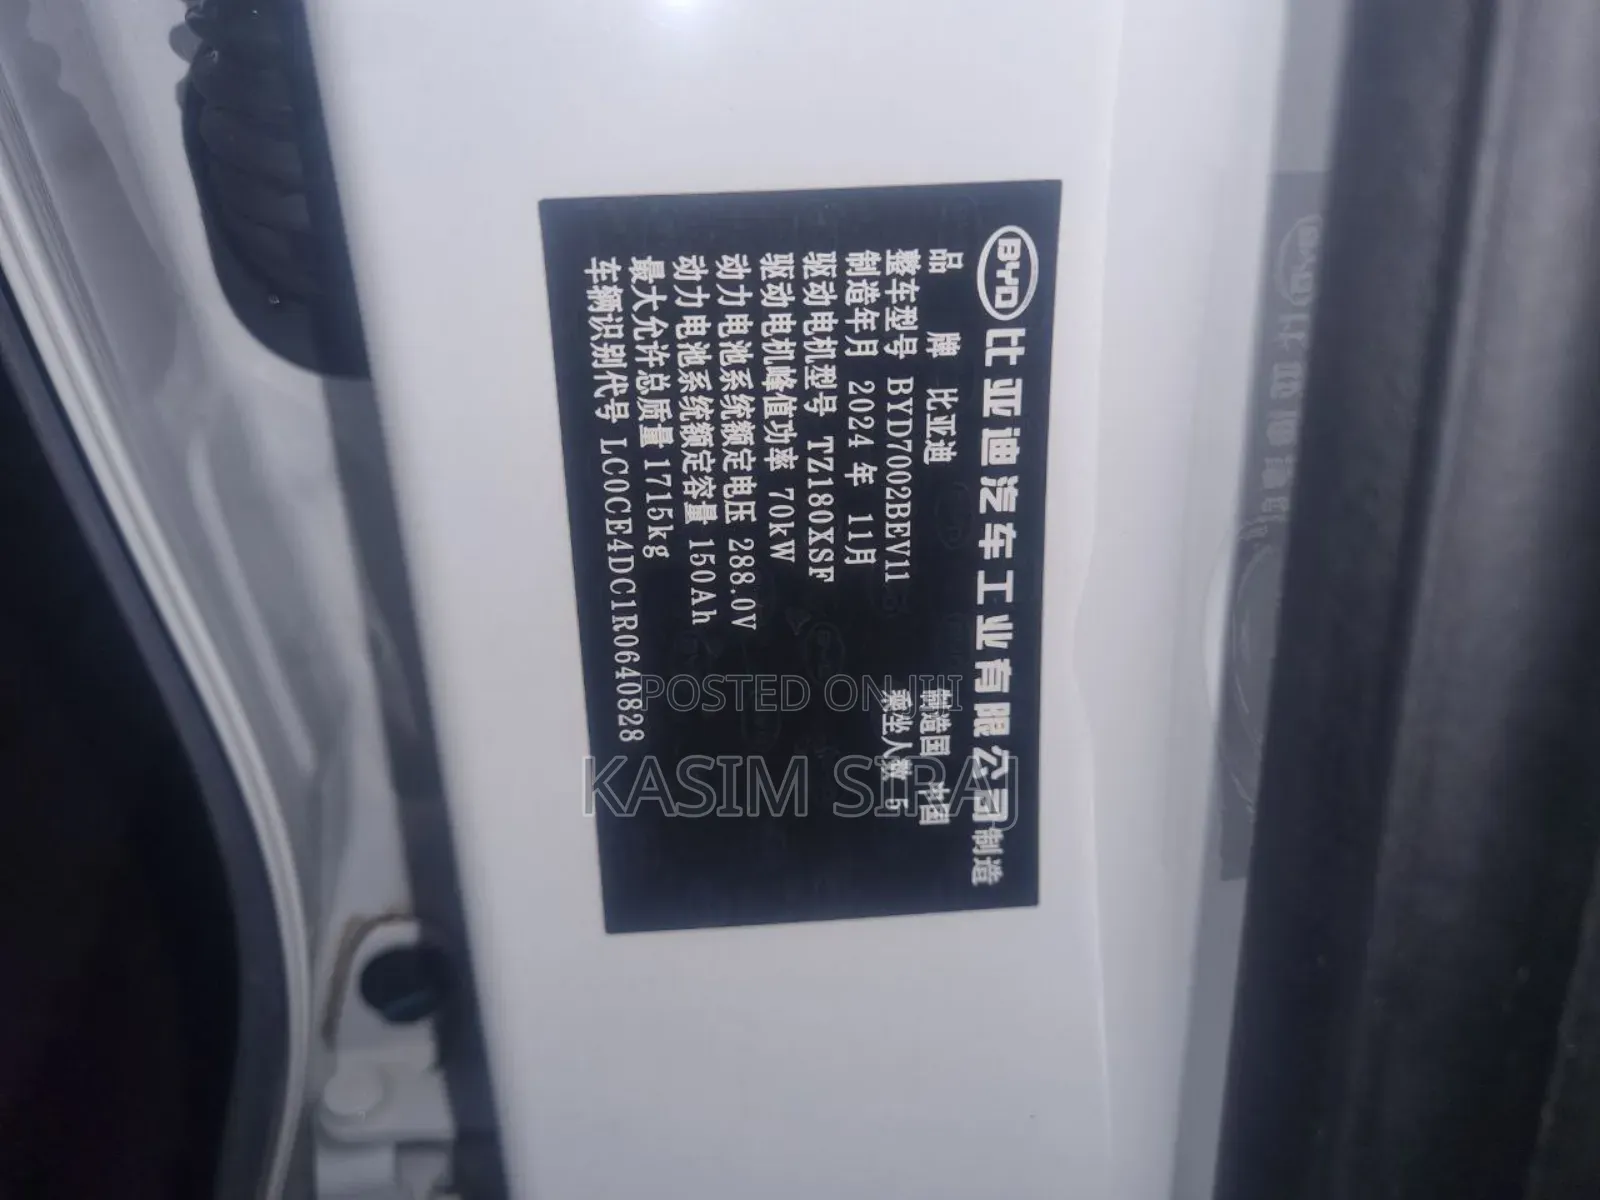 BYD 比亚迪汽车工业有限公司制造
品牌 比亚迪 制造国 中国
整车型号 BYD7002BEV11 乘坐人数 5
制造年月 2024年 11月
驱动电机型号 TZ180XSF
驱动电机峰值功率 70kW
动力电池系统额定电压 288.0V
动力电池系统额定容量 150Ah
最大允许总质量 1715kg
车辆识别代号 LC0CE4DC1R0640828
POSTED ON JIJI
KASIM SIRAJ